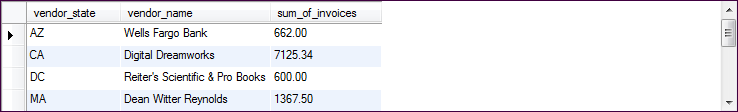 vendor_state vendor_name sum_of_invoices
AZ Wells Fargo Bank 662.00
CA Digital Dreamworks 7125.34
DC Reiter's Scientific & Pro Books 600.00
MA Dean Witter Reynolds 1367.50